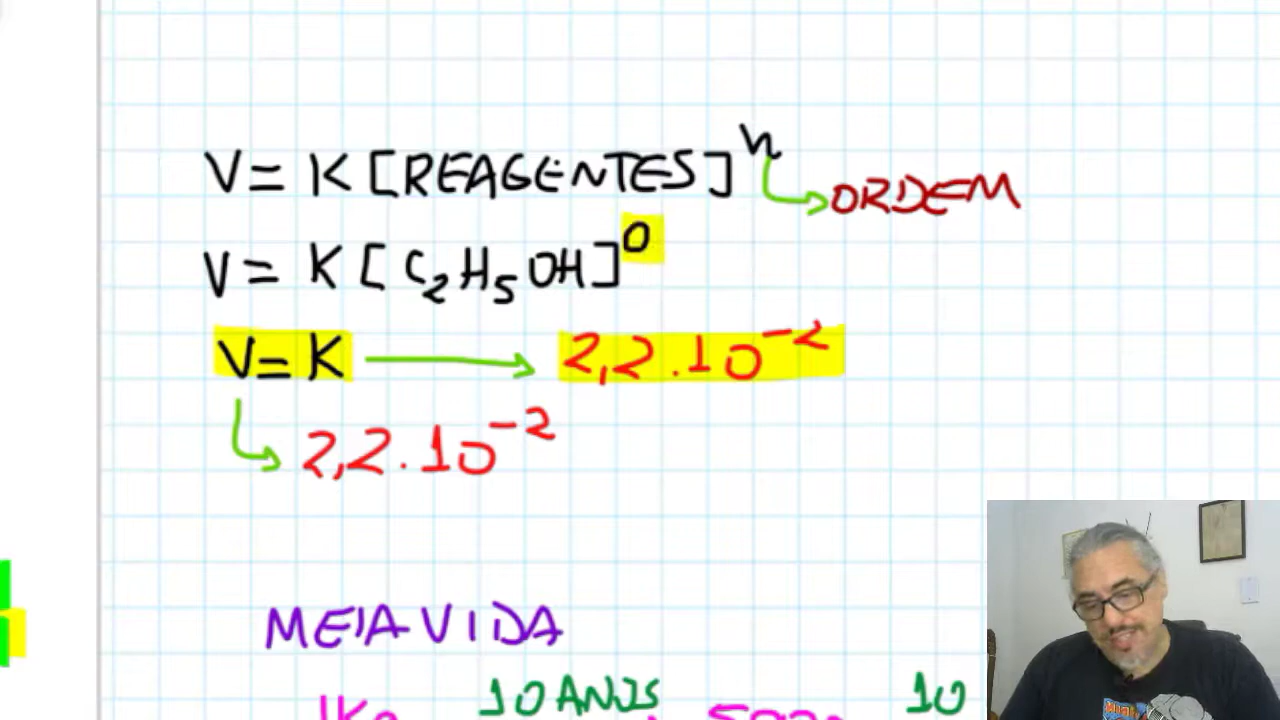 V = K [REAGENTES]ⁿ → ORDEM
V = K [C₂H₅OH]⁰
V = K → 2,2 . 10⁻²
2,2 . 10⁻²
MEIA VIDA
10 ANOS 10